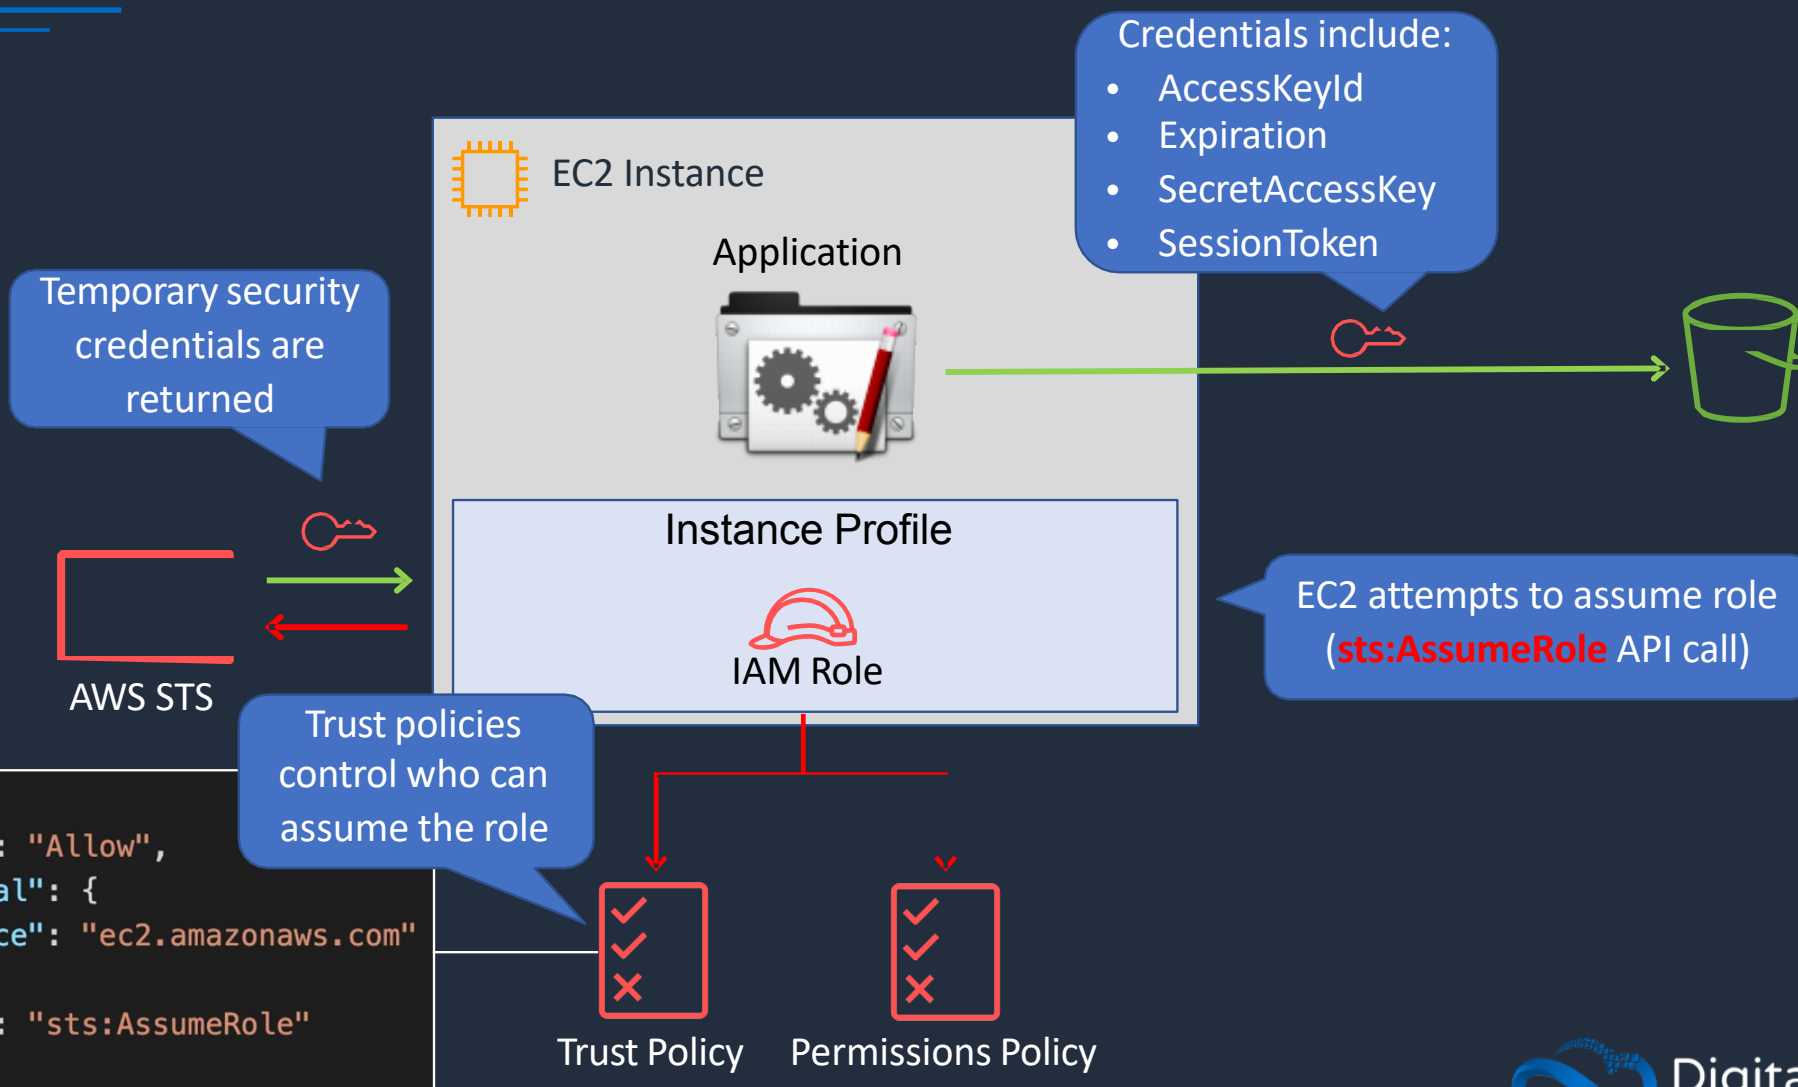 Credentials include:
• AccessKeyId
• Expiration
• SecretAccessKey
• SessionToken
EC2 Instance
Application
Temporary security
credentials are
returned
Instance Profile
IAM Role
EC2 attempts to assume role
(sts:AssumeRole API call)
AWS STS
Trust policies
control who can
assume the role
: "Allow",
al": {
ce": "ec2.amazonaws.com"
: "sts:AssumeRole"
Trust Policy
Permissions Policy
Digita